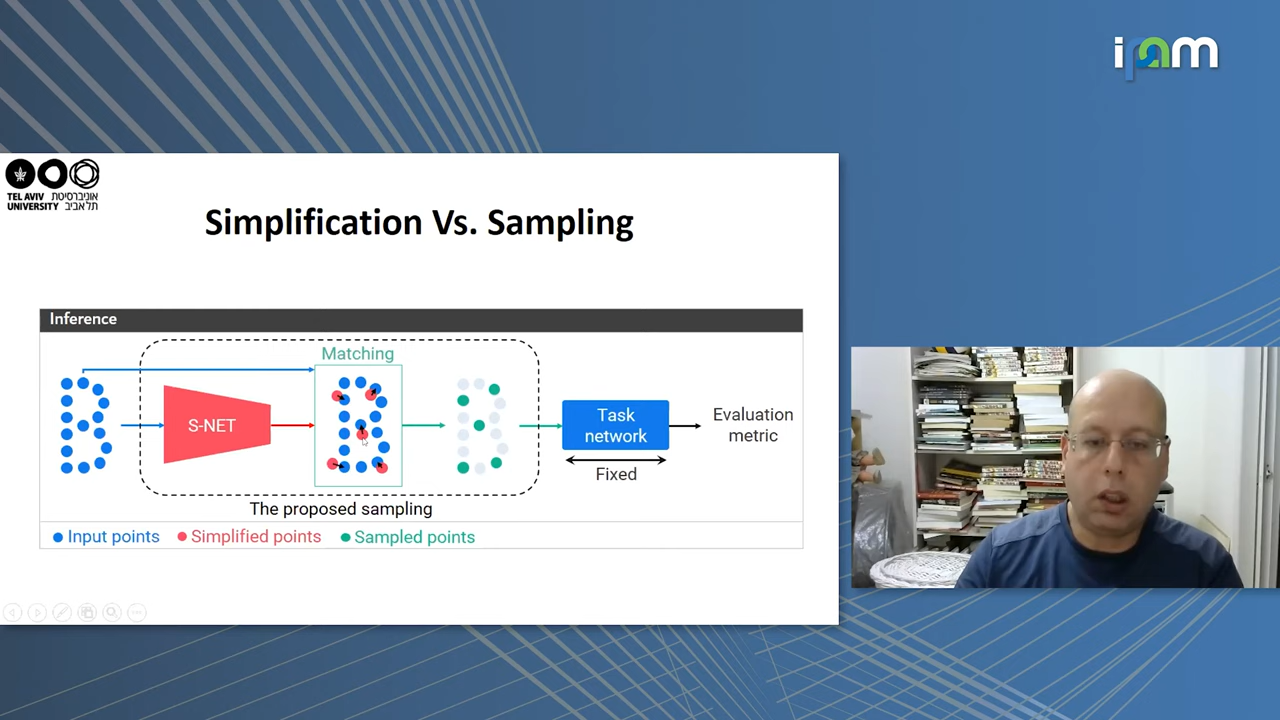 ipam
TEL AVIV אוניברסיטת
UNIVERSITY תל אביב
Simplification Vs. Sampling
Inference
Matching
S-NET
Task
network
Evaluation
metric
Fixed
The proposed sampling
Input points
Simplified points
Sampled points